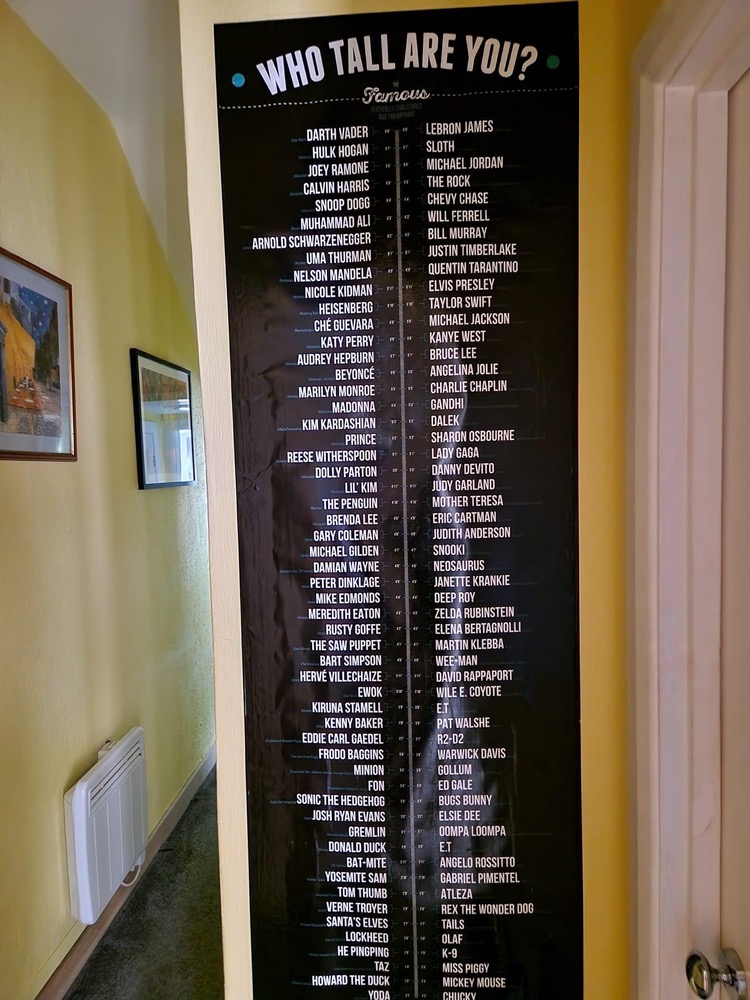 WHO TALL ARE YOU?
THE
Famous
VERTICALLY CHALLENGED
AND TRIUMPHANT
DARTH VADER LEBRON JAMES
HULK HOGAN SLOTH
JOEY RAMONE MICHAEL JORDAN
CALVIN HARRIS THE ROCK
SNOOP DOGG CHEVY CHASE
MUHAMMAD ALI WILL FERRELL
ARNOLD SCHWARZENEGGER BILL MURRAY
UMA THURMAN JUSTIN TIMBERLAKE
NELSON MANDELA QUENTIN TARANTINO
NICOLE KIDMAN ELVIS PRESLEY
HEISENBERG TAYLOR SWIFT
CHÉ GUEVARA MICHAEL JACKSON
KATY PERRY KANYE WEST
AUDREY HEPBURN BRUCE LEE
BEYONCÉ ANGELINA JOLIE
MARILYN MONROE CHARLIE CHAPLIN
MADONNA GANDHI
KIM KARDASHIAN DALEK
PRINCE SHARON OSBOURNE
REESE WITHERSPOON LADY GAGA
DOLLY PARTON DANNY DEVITO
LIL' KIM JUDY GARLAND
THE PENGUIN MOTHER TERESA
BRENDA LEE ERIC CARTMAN
GARY COLEMAN JUDITH ANDERSON
MICHAEL GILDEN SNOOKI
DAMIAN WAYNE NEOSAURUS
PETER DINKLAGE JANETTE KRANKIE
MIKE EDMONDS DEEP ROY
MEREDITH EATON ZELDA RUBINSTEIN
RUSTY GOFFE ELENA BERTAGNOLLI
THE SAW PUPPET MARTIN KLEBBA
BART SIMPSON WEE-MAN
HERVÉ VILLECHAIZE DAVID RAPPAPORT
EWOK WILE E. COYOTE
KIRUNA STAMELL E.T
KENNY BAKER PAT WALSHE
EDDIE CARL GAEDEL R2-D2
FRODO BAGGINS WARWICK DAVIS
MINION GOLLUM
FON ED GALE
SONIC THE HEDGEHOG BUGS BUNNY
JOSH RYAN EVANS ELSIE DEE
GREMLIN OOMPA LOOMPA
DONALD DUCK E.T
BAT-MITE ANGELO ROSSITTO
YOSEMITE SAM GABRIEL PIMENTEL
TOM THUMB ATLEZA
VERNE TROYER REX THE WONDER DOG
SANTA'S ELVES TAILS
LOCKHEED OLAF
HE PINGPING K-9
TAZ MISS PIGGY
HOWARD THE DUCK MICKEY MOUSE
YODA CHUCKY